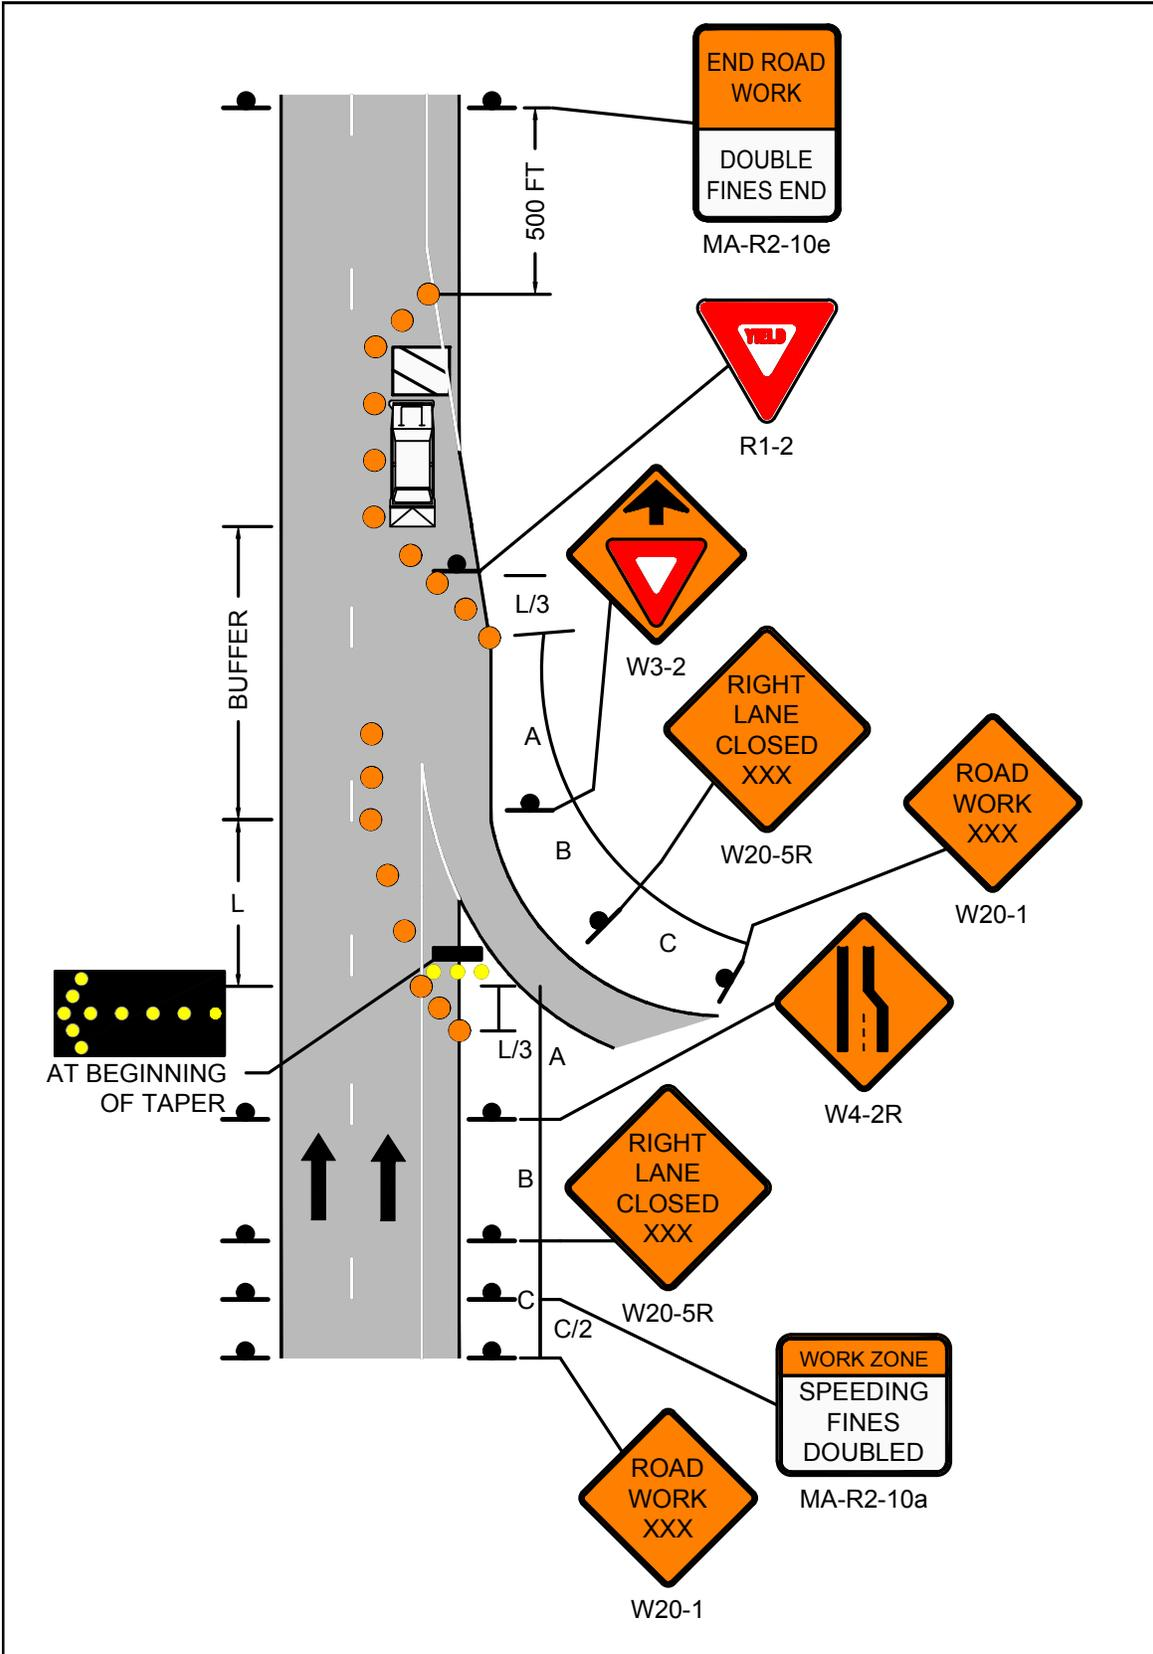 END ROAD
WORK
DOUBLE
FINES END
MA-R2-10e
500 FT
YIELD
R1-2
L/3
W3-2
BUFFER
RIGHT
LANE
CLOSED
XXX
W20-5R
A
ROAD
WORK
XXX
W20-1
B
C
L
AT BEGINNING
OF TAPER
L/3
A
W4-2R
B
RIGHT
LANE
CLOSED
XXX
W20-5R
C
C/2
WORK ZONE
SPEEDING
FINES
DOUBLED
MA-R2-10a
ROAD
WORK
XXX
W20-1